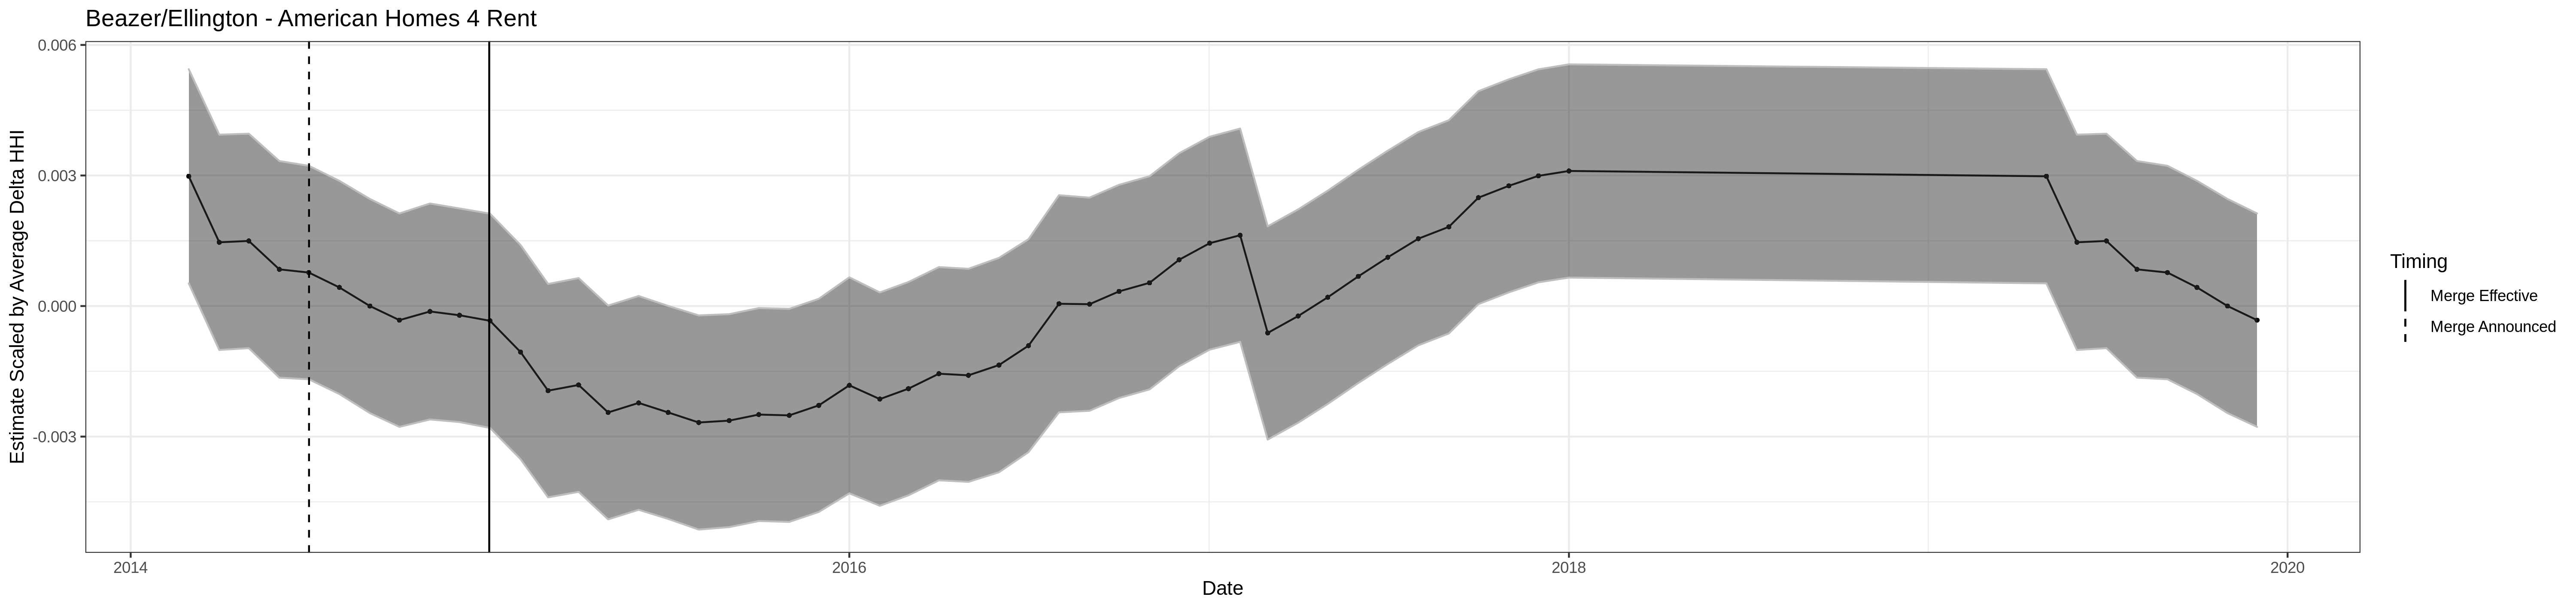 Beazer/Ellington - American Homes 4 Rent
Estimate Scaled by Average Delta HHI
0.006
0.003
0.000
-0.003
2014
2016
2018
2020
Date
Timing
Merge Effective
Merge Announced